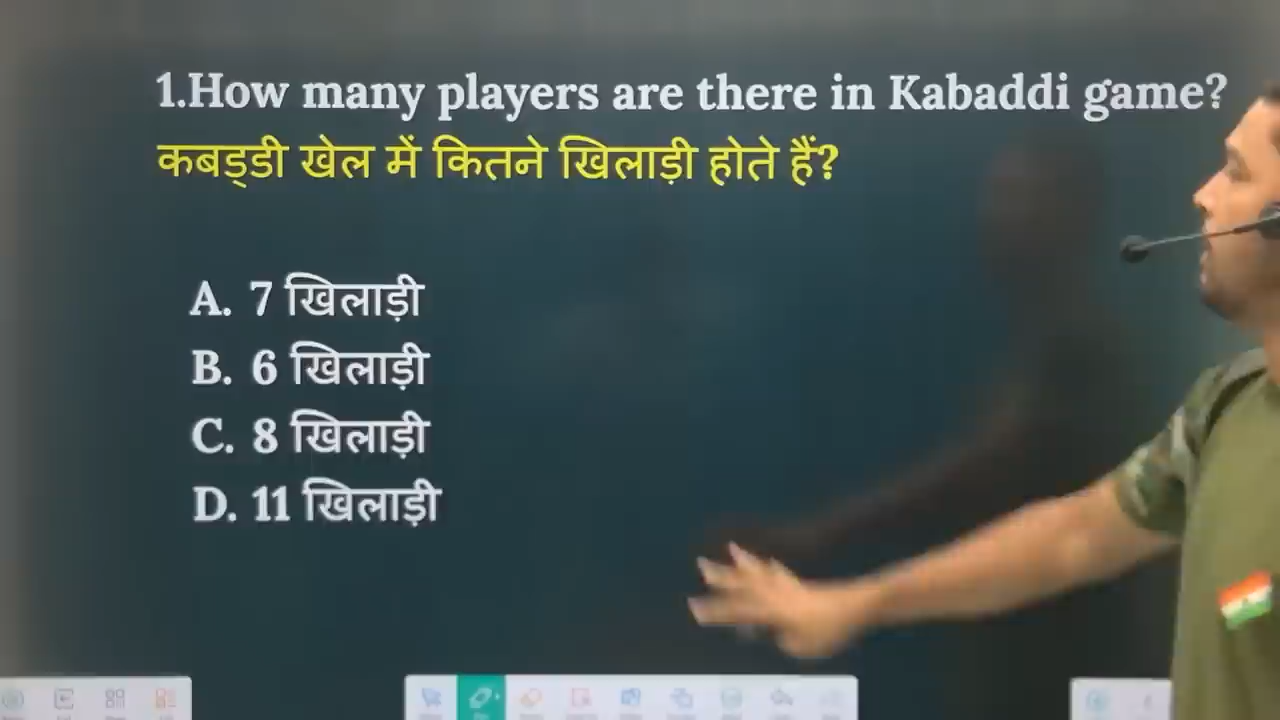 1.How many players are there in Kabaddi game?
कबड्डी खेल में कितने खिलाड़ी होते हैं?
A. 7 खिलाड़ी
B. 6 खिलाड़ी
C. 8 खिलाड़ी
D. 11 खिलाड़ी